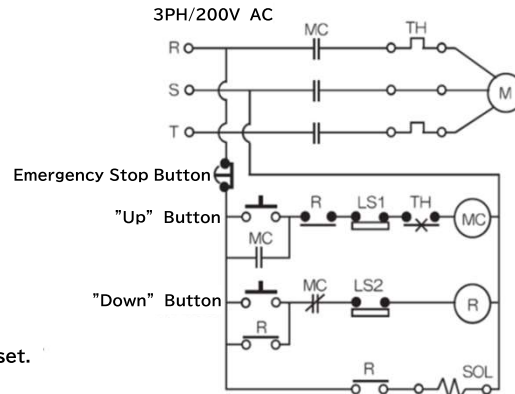 3PH/200V AC
MC
TH
R
S
T
M
Emergency Stop Button
"Up" Button
R
LS1
TH
MC
MC
"Down" Button
MC
LS2
R
R
set.
R
SOL